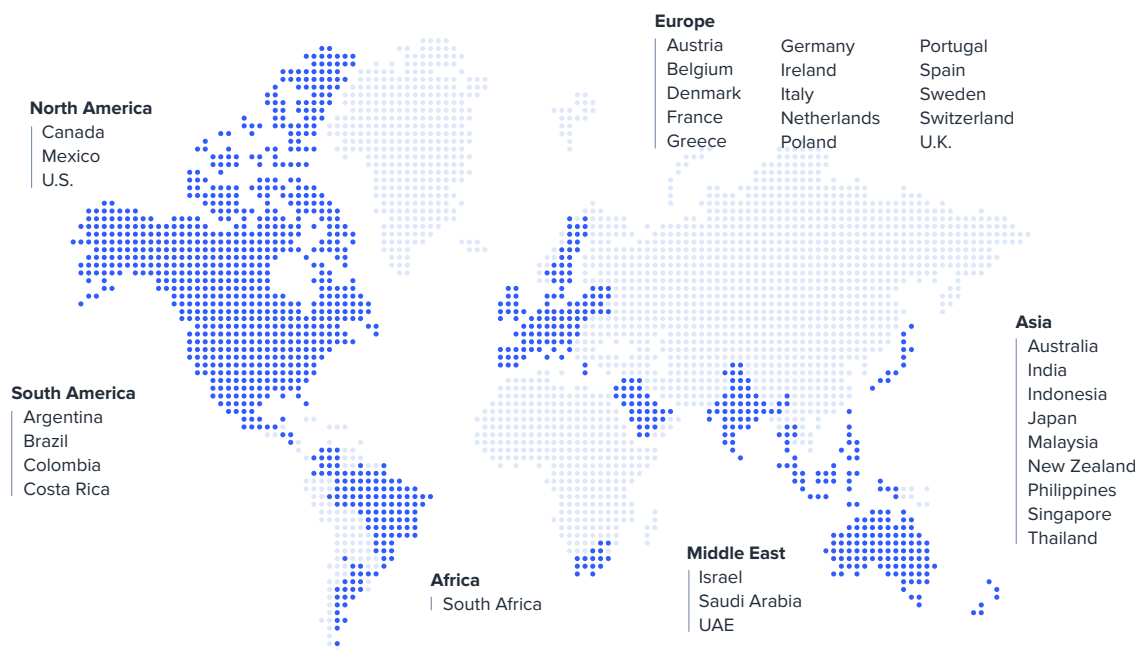 Europe
Austria
Belgium
Denmark
France
Greece
Germany
Ireland
Italy
Netherlands
Poland
Portugal
Spain
Sweden
Switzerland
U.K.
North America
Canada
Mexico
U.S.
Asia
Australia
India
Indonesia
Japan
Malaysia
New Zealand
Philippines
Singapore
Thailand
South America
Argentina
Brazil
Colombia
Costa Rica
Middle East
Israel
Saudi Arabia
UAE
Africa
South Africa